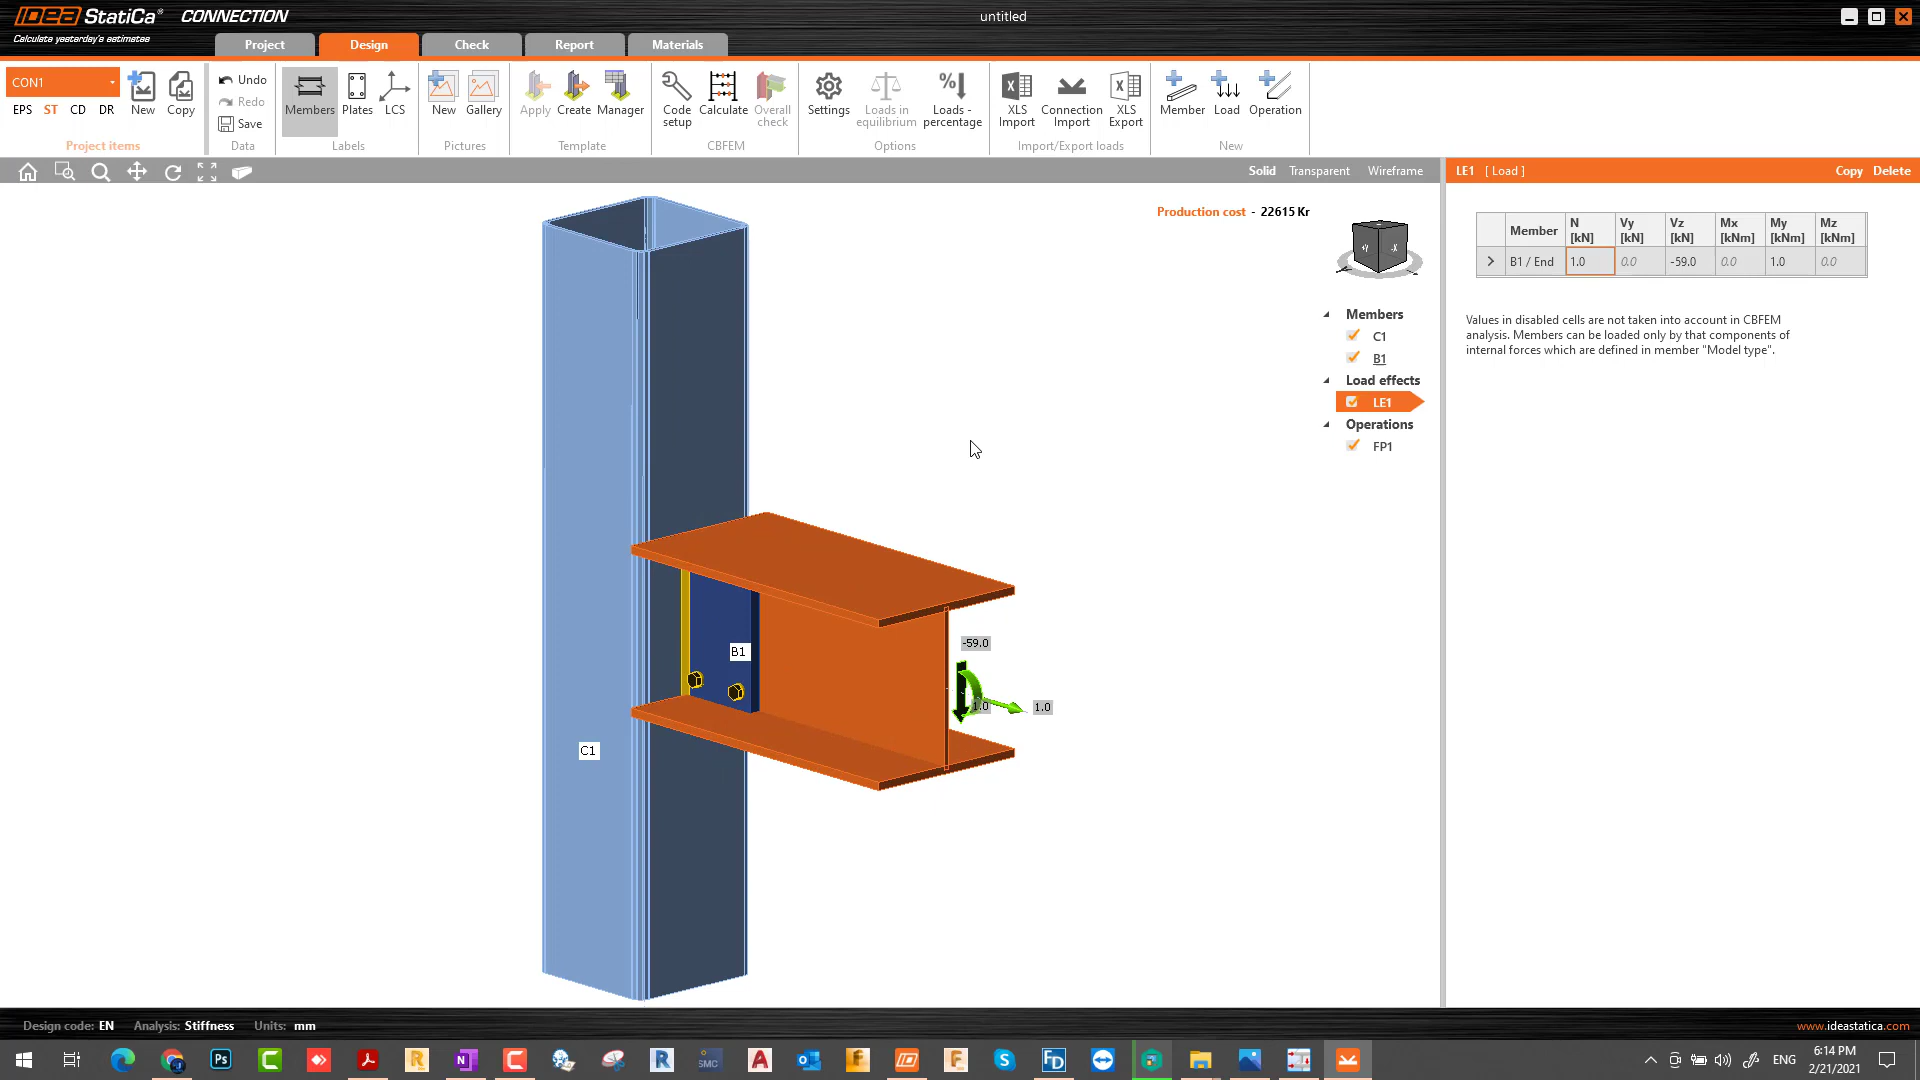 IDEA StatiCa® CONNECTION
Calculate yesterday's estimates
untitled
Project Design Check Report Materials
CON1
EPS ST CD DR
New Copy
Project items
Undo
Redo
Save
Data
Members Plates LCS
Labels
New Gallery
Pictures
Apply Create Manager
Template
Code setup Calculate Overall check
CBFEM
Settings Loads in equilibrium Loads - percentage
Options
XLS Import Connection Import XLS Export
Import/Export loads
Member Load Operation
New
Solid Transparent Wireframe
LE1 [ Load ] Copy Delete
Production cost - 22615 Kr
+Y -X
Members
C1
B1
Load effects
LE1
Operations
FP1
Member N [kN] Vy [kN] Vz [kN] Mx [kNm] My [kNm] Mz [kNm]
> B1 / End 1.0 0.0 -59.0 0.0 1.0 0.0
Values in disabled cells are not taken into account in CBFEM
analysis. Members can be loaded only by that components of
internal forces which are defined in member "Model type".
-59.0
B1
1.0
1.0
C1
Design code: EN Analysis: Stiffness Units: mm
www.ideastatica.com
Ps
SMC
FD
ENG
6:14 PM
2/21/2021